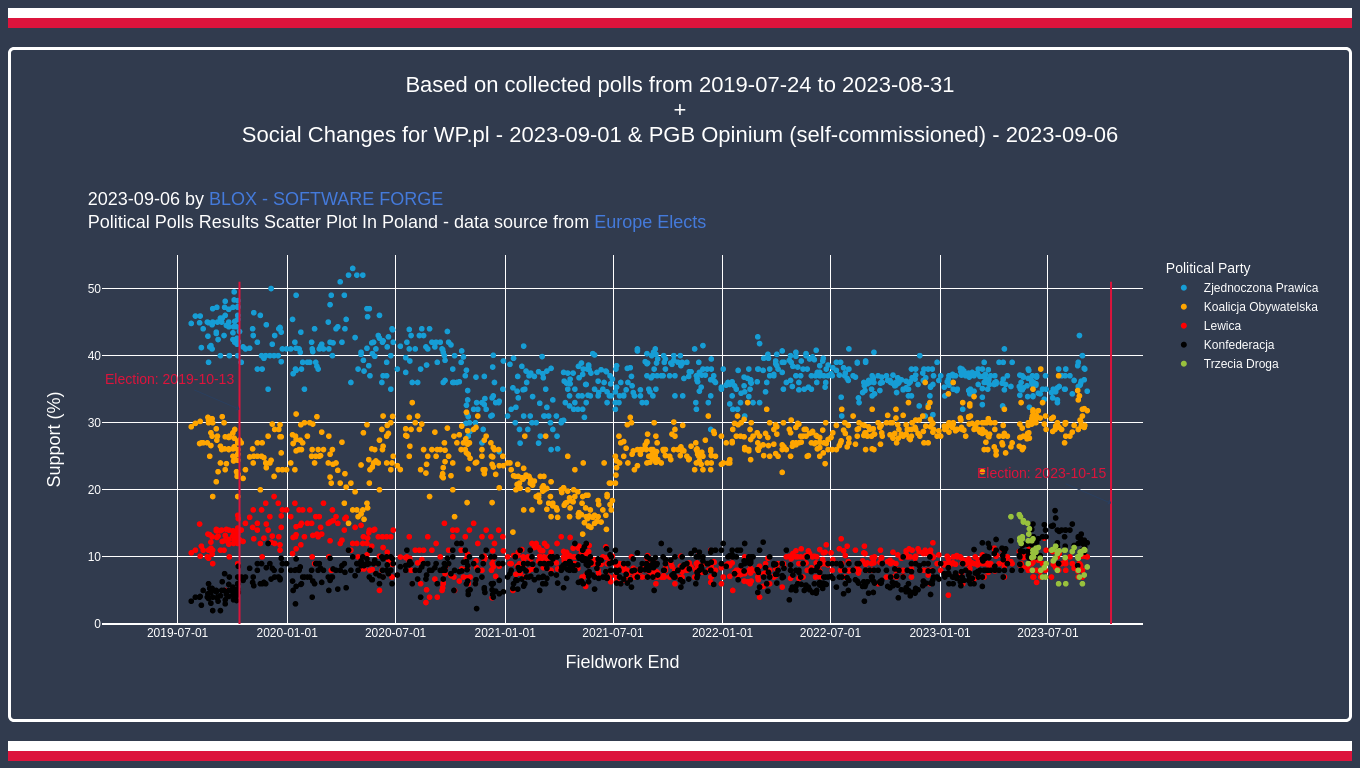 Based on collected polls from 2019-07-24 to 2023-08-31
+
Social Changes for WP.pl - 2023-09-01 & PGB Opinium (self-commissioned) - 2023-09-06
2023-09-06 by BLOX - SOFTWARE FORGE
Political Polls Results Scatter Plot In Poland - data source from Europe Elects
Political Party
Zjednoczona Prawica
Koalicja Obywatelska
Lewica
Konfederacja
Trzecia Droga
Support (%)
50
40
30
20
10
0
Election: 2019-10-13
Election: 2023-10-15
2019-07-01
2020-01-01
2020-07-01
2021-01-01
2021-07-01
2022-01-01
2022-07-01
2023-01-01
2023-07-01
Fieldwork End